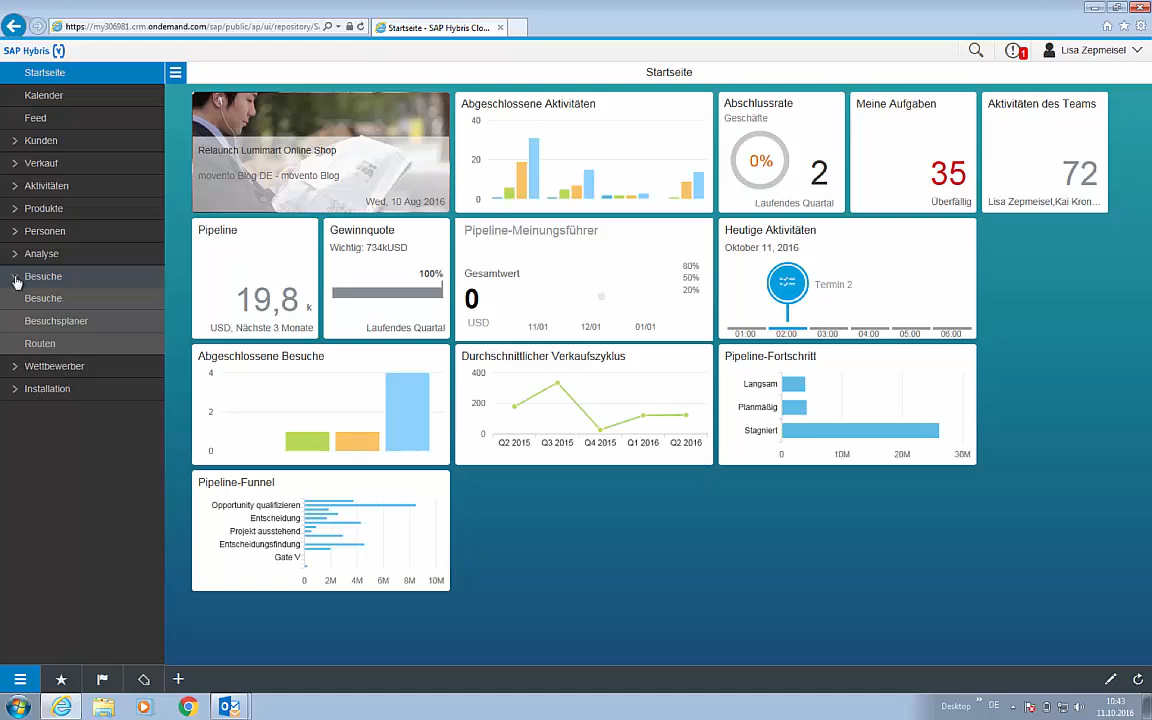 https://my306981.crm.ondemand.com/sap/public/ap/ui/repository/S
Startseite - SAP Hybris Clo...
SAP Hybris (Y)
1
Lisa Zepmeisel
Startseite
Kalender
Feed
Kunden
Verkauf
Aktivitäten
Produkte
Personen
Analyse
Besuche
Besuche
Besuchsplaner
Routen
Wettbewerber
Installation
Startseite
Relaunch Lumimart Online Shop
movento Blog DE - movento Blog
Wed, 10 Aug 2016
Abgeschlossene Aktivitäten
40
20
0
Abschlussrate
Geschäfte
0%
2
Laufendes Quartal
Meine Aufgaben
35
Überfällig
Aktivitäten des Teams
72
Lisa Zepmeisel,Kai Kron...
Pipeline
19,8 k
USD, Nächste 3 Monate
Gewinnquote
Wichtig: 734kUSD
100%
Laufendes Quartal
Pipeline-Meinungsführer
Gesamtwert
0
USD
80%
50%
20%
11/01 12/01 01/01
Heutige Aktivitäten
Oktober 11, 2016
Termin 2
01:00 02:00 03:00 04:00 05:00 06:00
Abgeschlossene Besuche
4
2
0
Durchschnittlicher Verkaufszyklus
400
200
0
Q2 2015 Q3 2015 Q4 2015 Q1 2016 Q2 2016
Pipeline-Fortschritt
Langsam
Planmäßig
Stagniert
0 10M 20M 30M
Pipeline-Funnel
Opportunity qualifizieren
Entscheidung
Projekt ausstehend
Entscheidungsfindung
Gate V
0 2M 4M 6M 8M 10M
Desktop
DE
10:43
11.10.2016